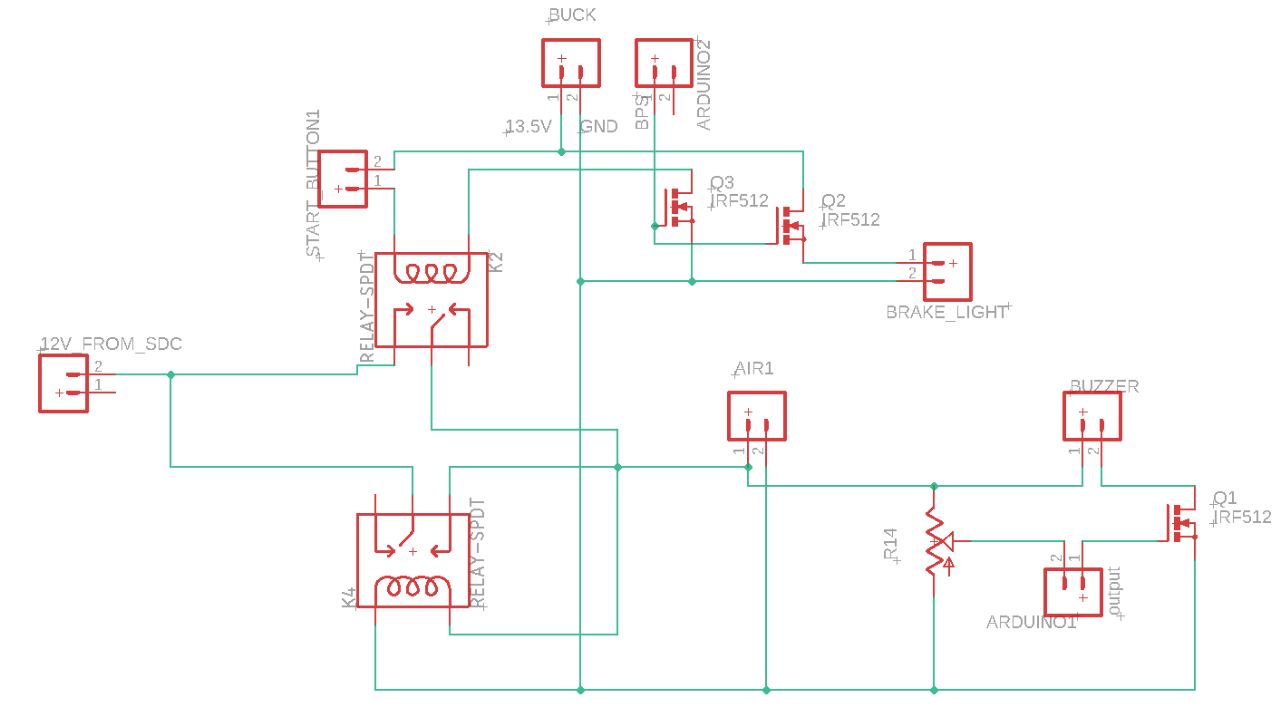 BUCK
1
2
13.5V
GND
BPS
1
2
ARDUINO2
START_BUTTON1
2
1
Q3
IRF512
Q2
IRF512
RELAY-SPDT
K2
1
2
BRAKE_LIGHT
12V_FROM_SDC
2
1
AIR1
1
2
BUZZER
1
2
Q1
IRF512
R14
2
1
ARDUINO1
output
K4
RELAY-SPDT